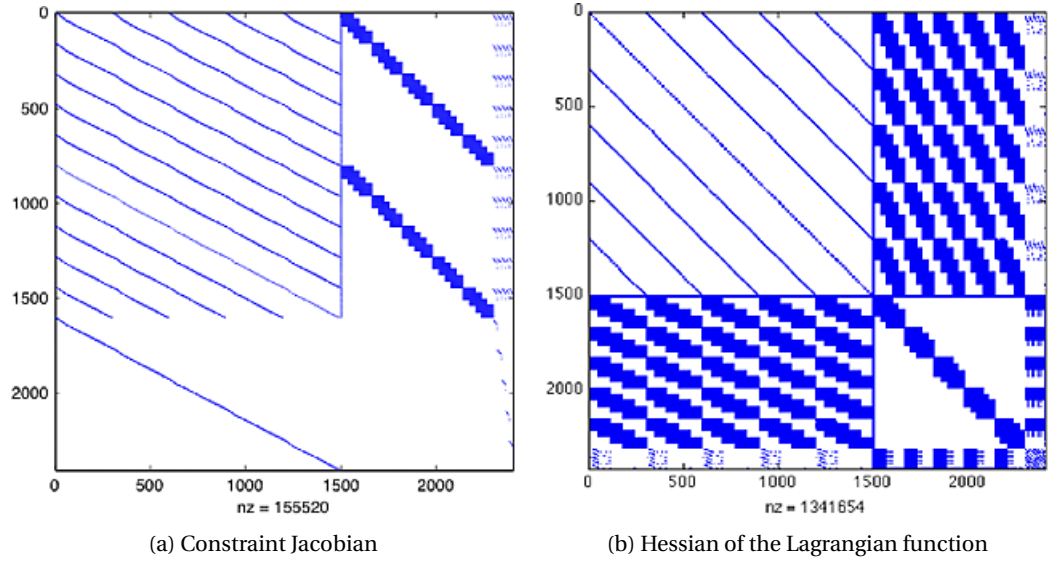 0
500
1000
1500
2000
0 500 1000 1500 2000
nz = 155520
(a) Constraint Jacobian
0
500
1000
1500
2000
0 500 1000 1500 2000
nz = 1341654
(b) Hessian of the Lagrangian function